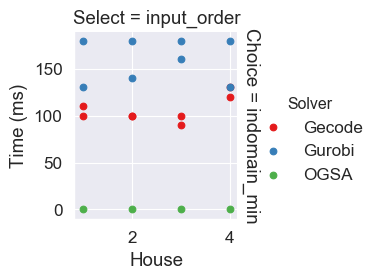 Select = input_order
Choice = indomain_min
Time (ms)
150
100
50
0
2
4
House
Solver
Gecode
Gurobi
OGSA